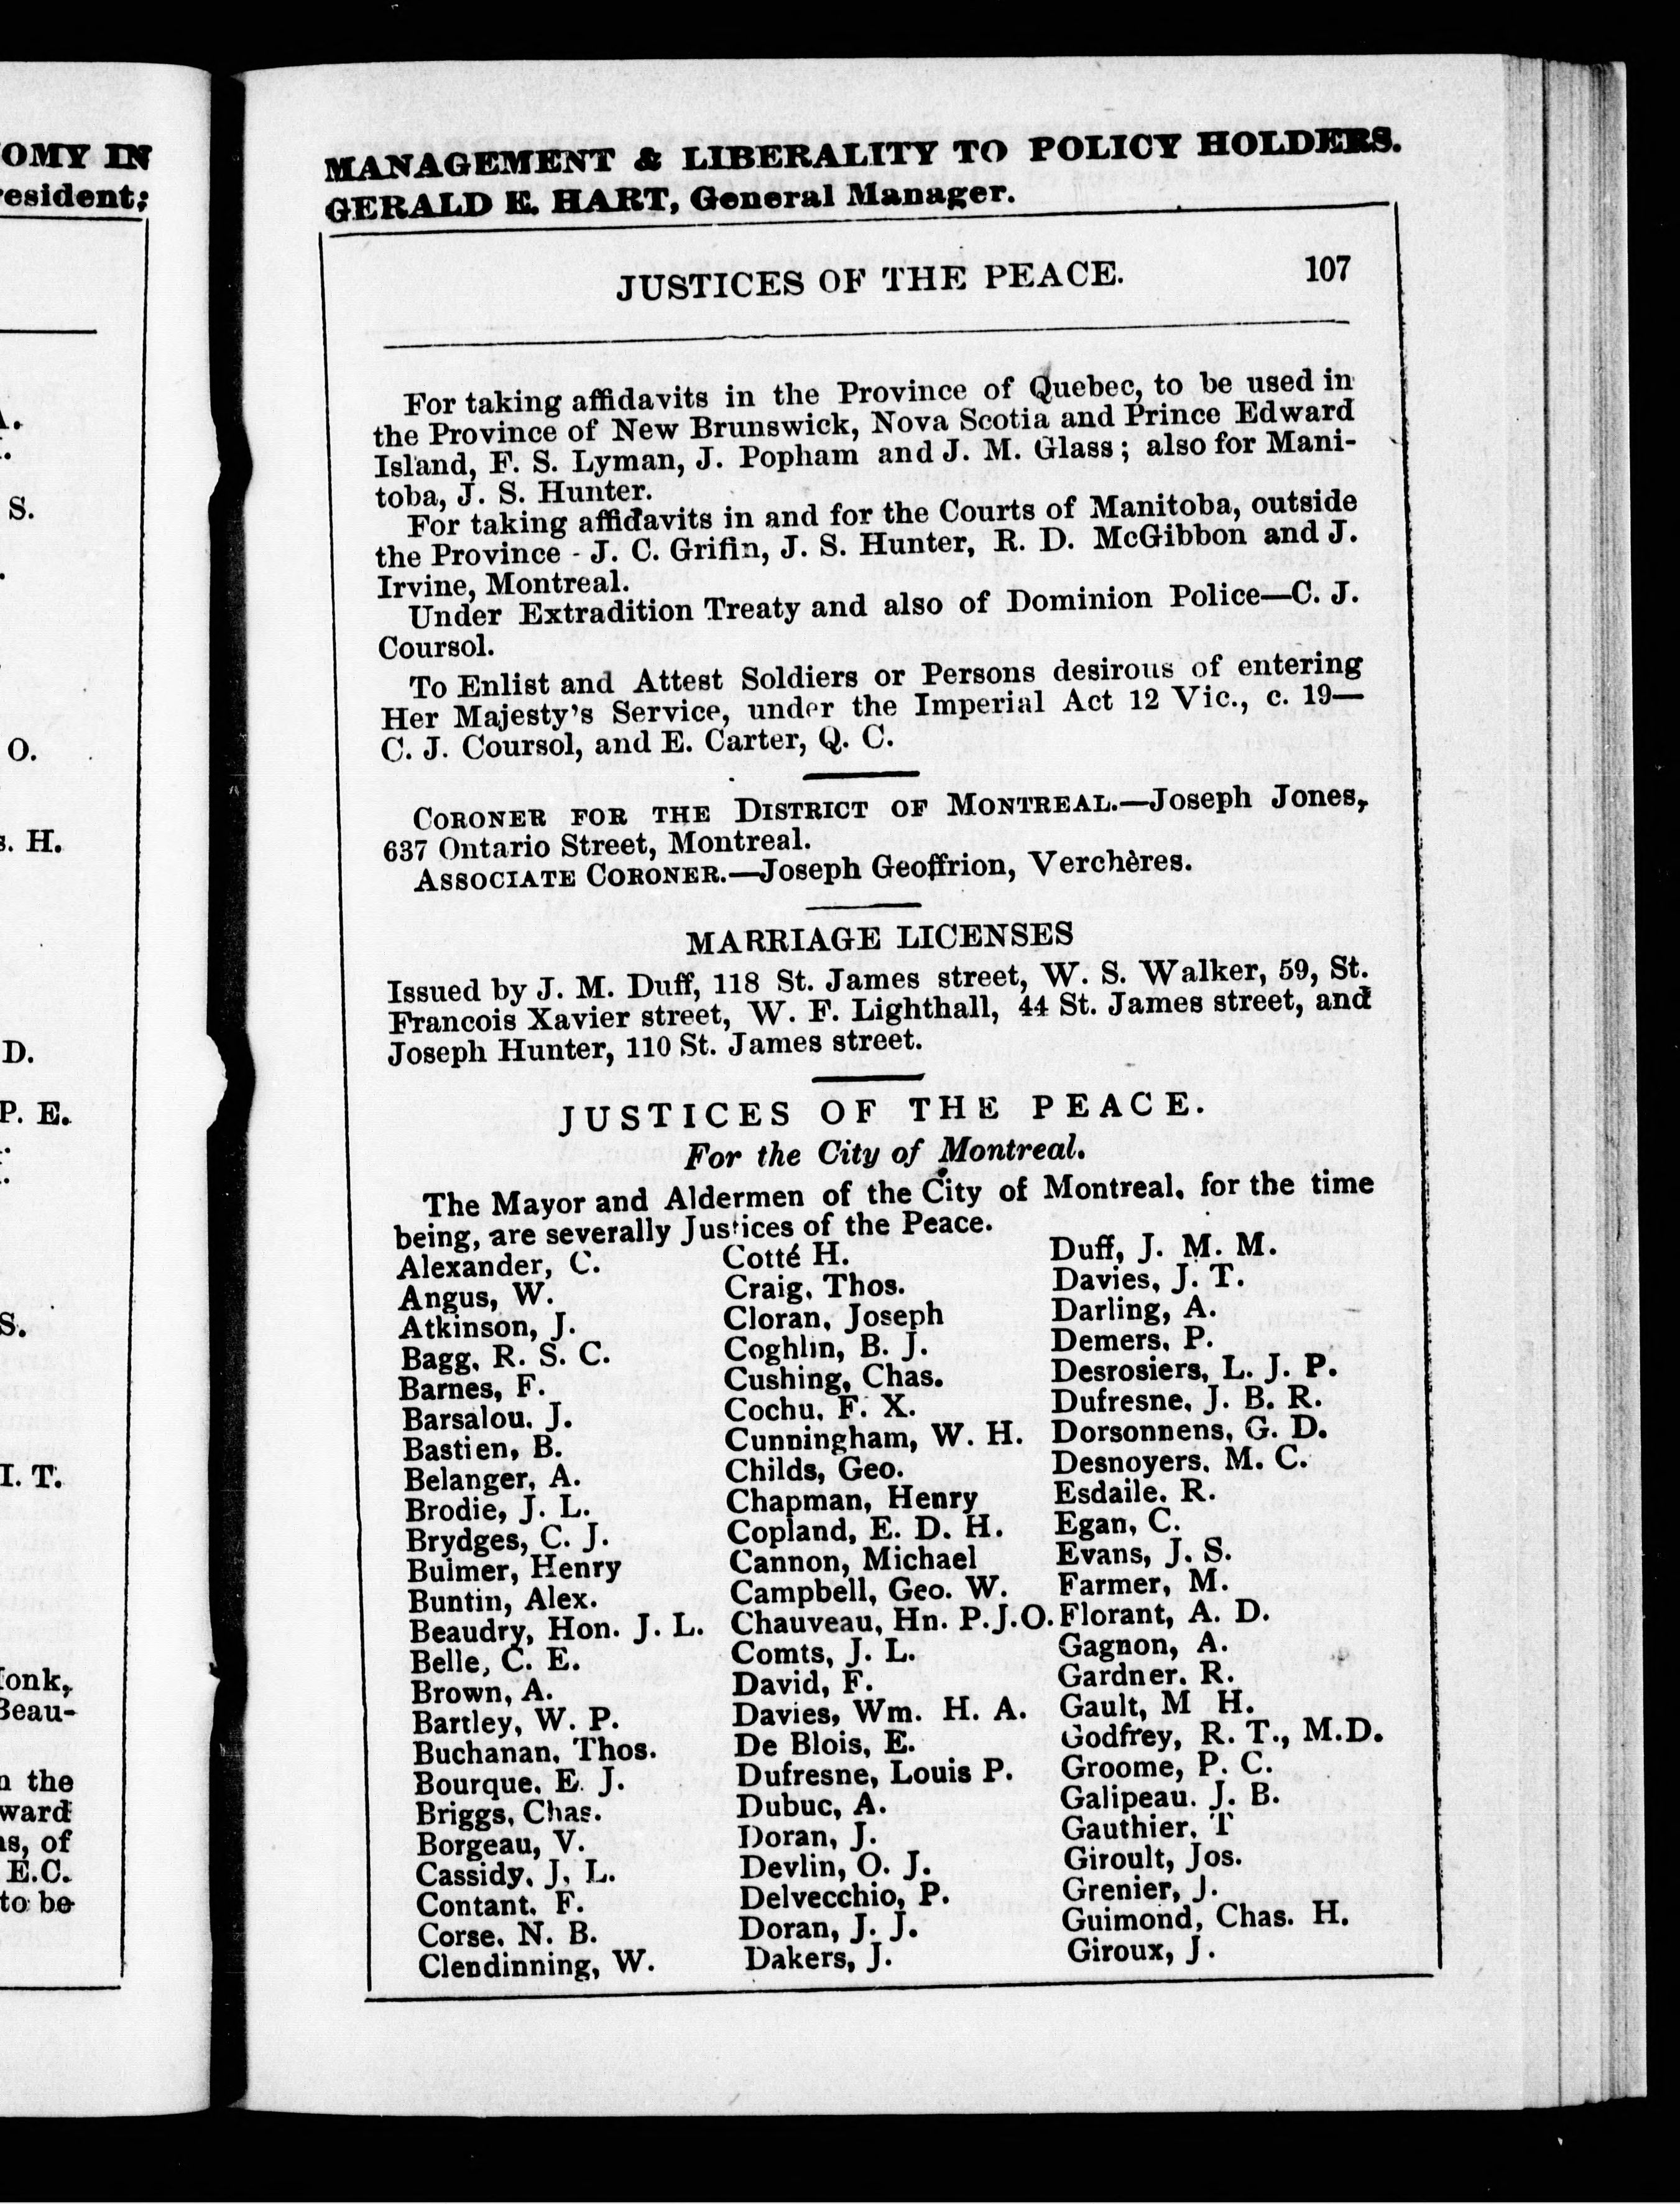 OMY IN
resident;
A.
S.
O.
s. H.
D.
P. E.
S.
I. T.
onk,
Beau-
n the
ward
as, of
E.C.
to be
MANAGEMENT & LIBERALITY TO POLICY HOLDERS.
GERALD E. HART, General Manager.
JUSTICES OF THE PEACE. 107
For taking affidavits in the Province of Quebec, to be used in
the Province of New Brunswick, Nova Scotia and Prince Edward
Island, F. S. Lyman, J. Popham and J. M. Glass; also for Mani-
toba, J. S. Hunter.
For taking affidavits in and for the Courts of Manitoba, outside
the Province - J. C. Grifin, J. S. Hunter, R. D. McGibbon and J.
Irvine, Montreal.
Under Extradition Treaty and also of Dominion Police—C. J.
Coursol.
To Enlist and Attest Soldiers or Persons desirous of entering
Her Majesty's Service, under the Imperial Act 12 Vic., c. 19—
C. J. Coursol, and E. Carter, Q. C.
CORONER FOR THE DISTRICT OF MONTREAL.—Joseph Jones,
637 Ontario Street, Montreal.
ASSOCIATE CORONER.—Joseph Geoffrion, Verchères.
MARRIAGE LICENSES
Issued by J. M. Duff, 118 St. James street, W. S. Walker, 59, St.
Francois Xavier street, W. F. Lighthall, 44 St. James street, and
Joseph Hunter, 110 St. James street.
JUSTICES OF THE PEACE.
For the City of Montreal.
The Mayor and Aldermen of the City of Montreal. for the time
being, are severally Justices of the Peace.
Alexander, C.
Angus, W.
Atkinson, J.
Bagg, R. S. C.
Barnes, F.
Barsalou. J.
Bastien, B.
Belanger, A.
Brodie, J. L.
Brydges, C. J.
Bulmer, Henry
Buntin, Alex.
Beaudry, Hon. J. L.
Belle, C. E.
Brown, A.
Bartley, W. P.
Buchanan, Thos.
Bourque. E. J.
Briggs, Chas.
Borgeau, V.
Cassidy. J. L.
Contant. F.
Corse. N. B.
Clendinning, W.
Cotté H.
Craig, Thos.
Cloran, Joseph
Coghlin, B. J.
Cushing, Chas.
Cochu. F. X.
Cunningham, W. H.
Childs, Geo.
Chapman, Henry
Copland, E. D. H.
Cannon, Michael
Campbell, Geo. W.
Chauveau, Hn. P.J.O.
Comts, J. L.
David, F.
Davies, Wm. H. A.
De Blois, E.
Dufresne, Louis P.
Dubuc, A.
Doran, J.
Devlin, O. J.
Delvecchio, P.
Doran, J. J.
Dakers, J.
Duff, J. M. M.
Davies, J. T.
Darling, A.
Demers. P.
Desrosiers, L. J. P.
Dufresne. J. B. R.
Dorsonnens, G. D.
Desnoyers. M. C.
Esdaile. R.
Egan, C.
Evans, J. S.
Farmer, M.
Florant, A. D.
Gagnon, A.
Gardner. R.
Gault, M H.
Godfrey, R. T., M.D.
Groome, P. C.
Galipeau. J. B.
Gauthier. T
Giroult, Jos.
Grenier, J.
Guimond, Chas. H.
Giroux, J.